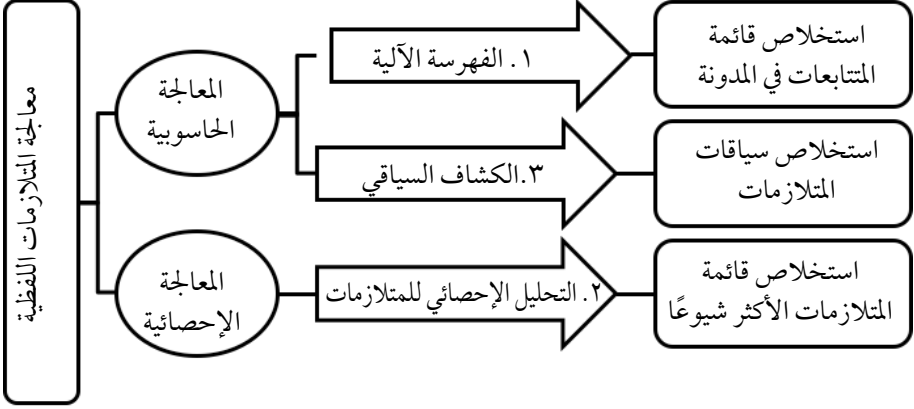 معالجة المتلازمات اللفظية
المعالجة
الحاسوبية
١. الفهرسة الآلية
استخلاص قائمة
المتتابعات في المدونة
٣.الكشاف السياقي
استخلاص سياقات
المتلازمات
المعالجة
الإحصائية
٢. التحليل الإحصائي للمتلازمات
استخلاص قائمة
المتلازمات الأكثر شيوعًا